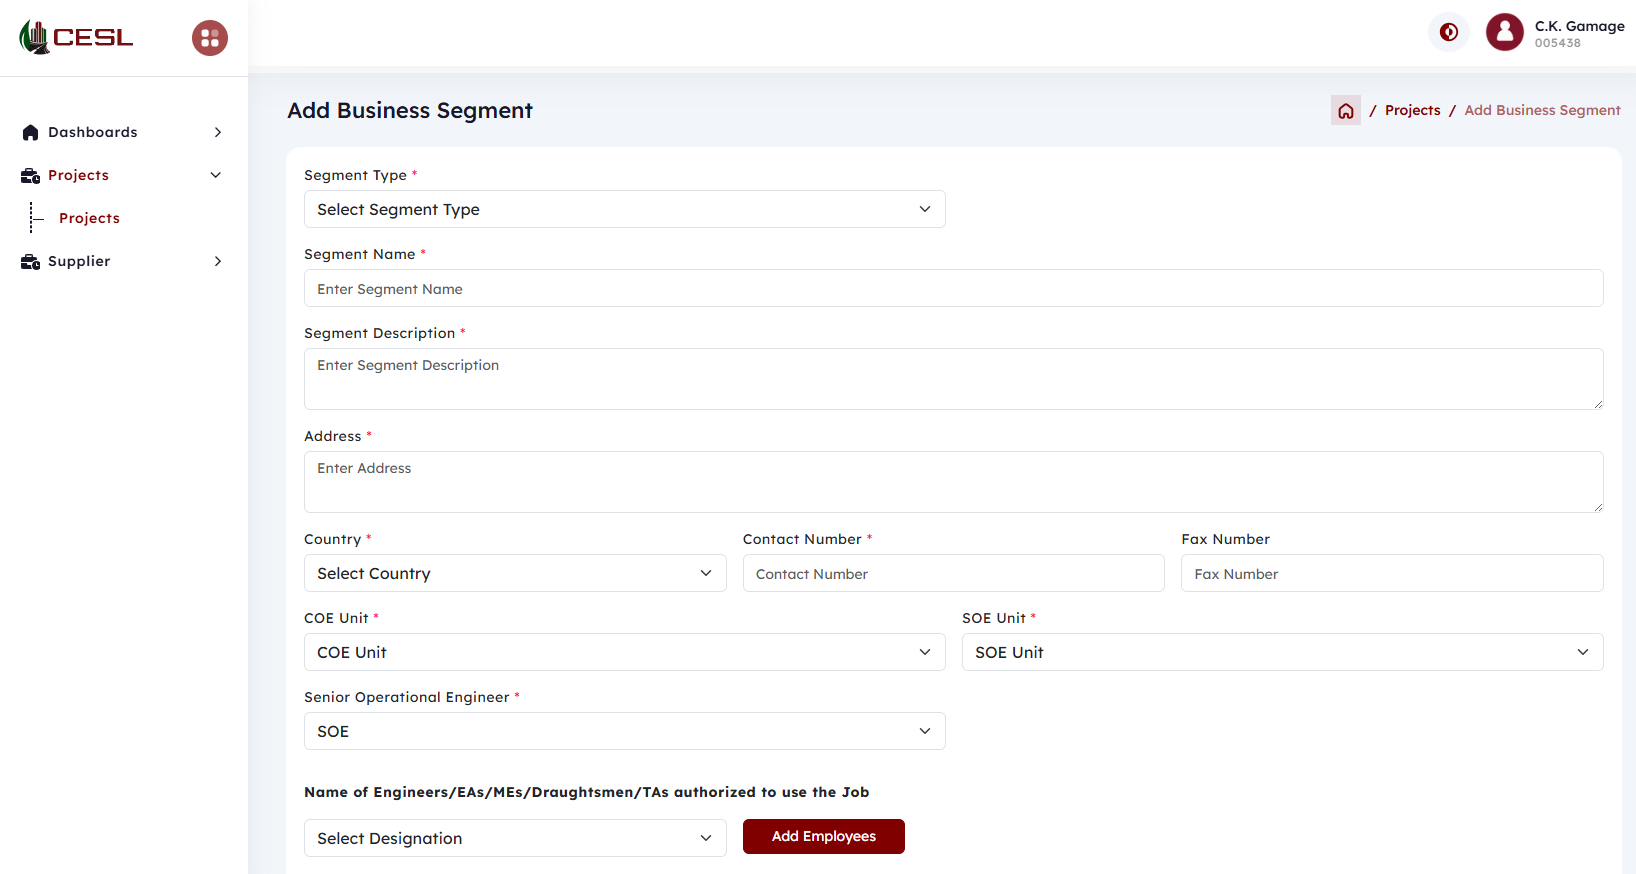 CESL
C.K. Gamage
005438
Dashboards
Projects
Projects
Supplier
Add Business Segment
/ Projects / Add Business Segment
Segment Type *
Select Segment Type
Segment Name *
Enter Segment Name
Segment Description *
Enter Segment Description
Address *
Enter Address
Country * Contact Number * Fax Number
Select Country Contact Number Fax Number
COE Unit * SOE Unit *
COE Unit SOE Unit
Senior Operational Engineer *
SOE
Name of Engineers/EAs/MEs/Draughtsmen/TAs authorized to use the Job
Select Designation Add Employees